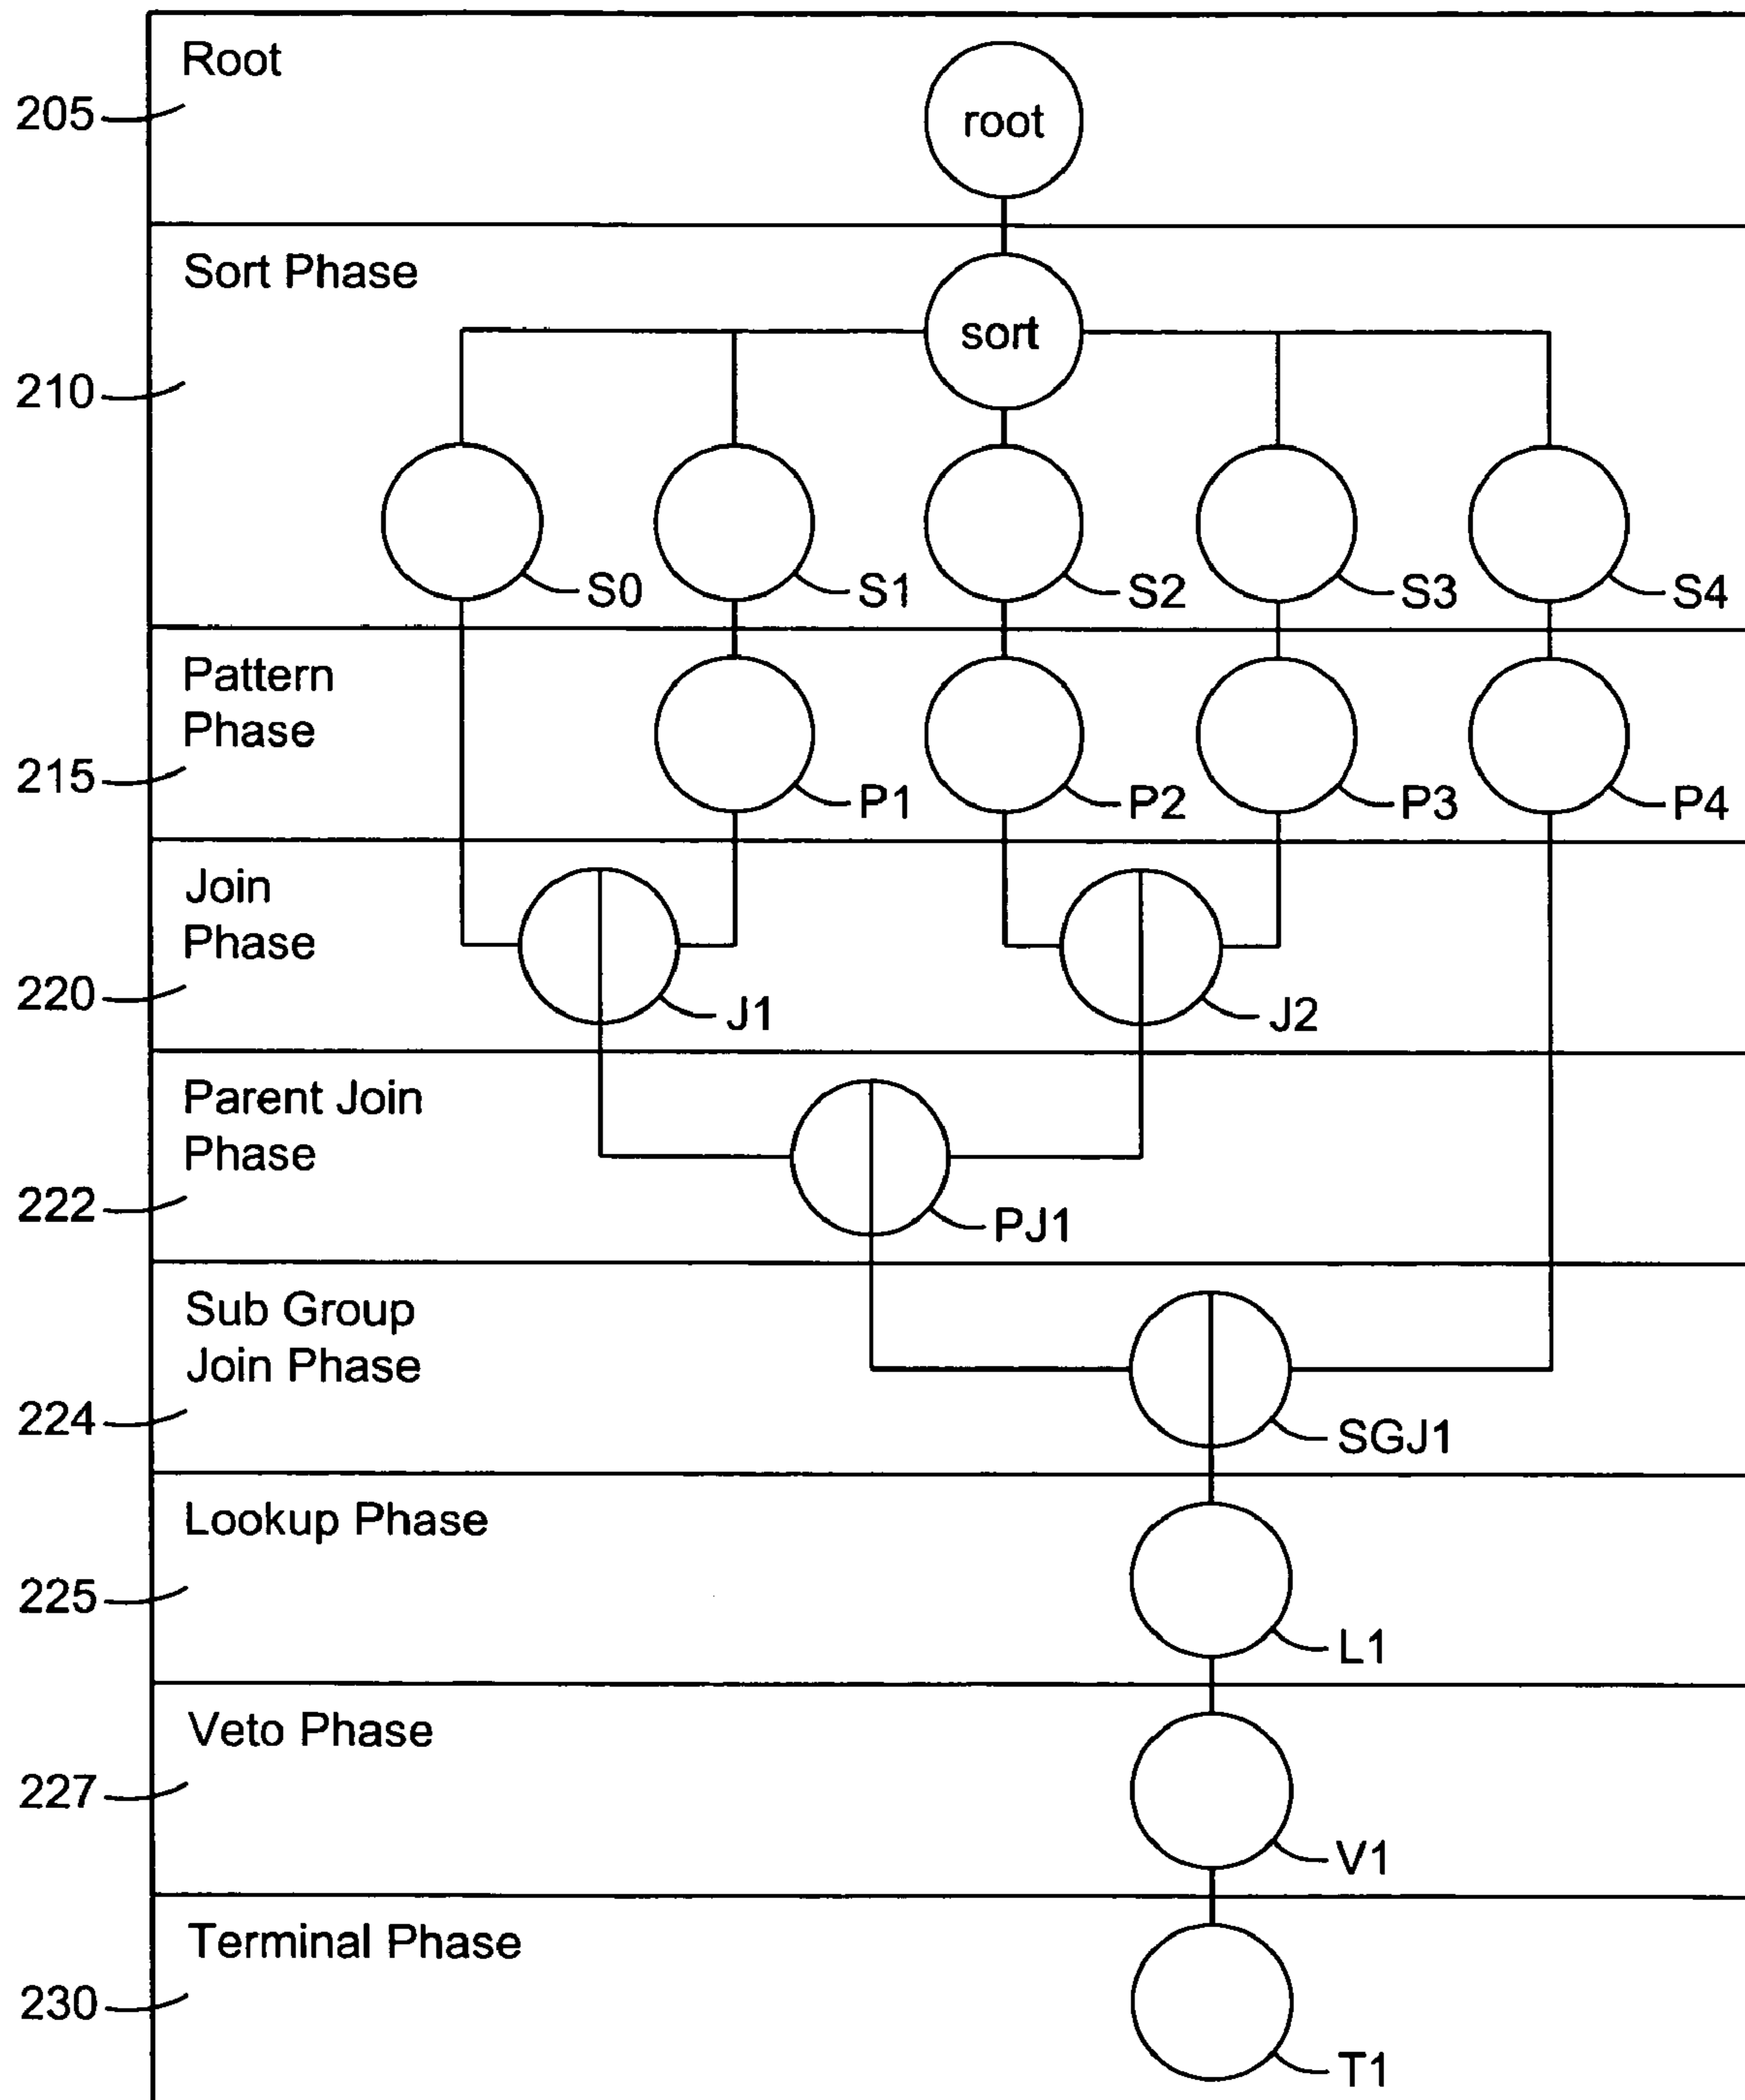 Root
205
root
Sort Phase
sort
210
S0
S1
S2
S3
S4
Pattern
Phase
215
P1
P2
P3
P4
Join
Phase
220
J1
J2
Parent Join
Phase
222
PJ1
Sub Group
Join Phase
224
SGJ1
Lookup Phase
225
L1
Veto Phase
227
V1
Terminal Phase
230
T1